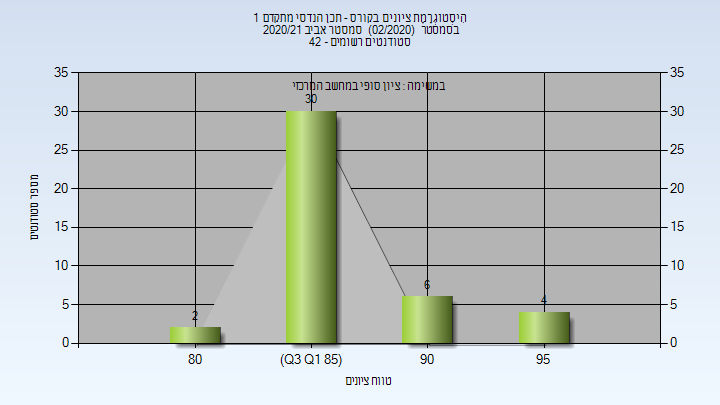 היסטוגרמת ציונים בקורס - תכן הנדסי מתקדם 1
בסמסטר (02/2020) סמסטר אביב 2020/21
סטודנטים רשומים - 42
במשימה : ציון סופי במחשב המרכזי
35 35
30 30
25 25
20 20
15 15
10 10
5 5
0 0
30
6
4
2
מספר סטודנטים
80 (Q3 Q1 85) 90 95
טווח ציונים